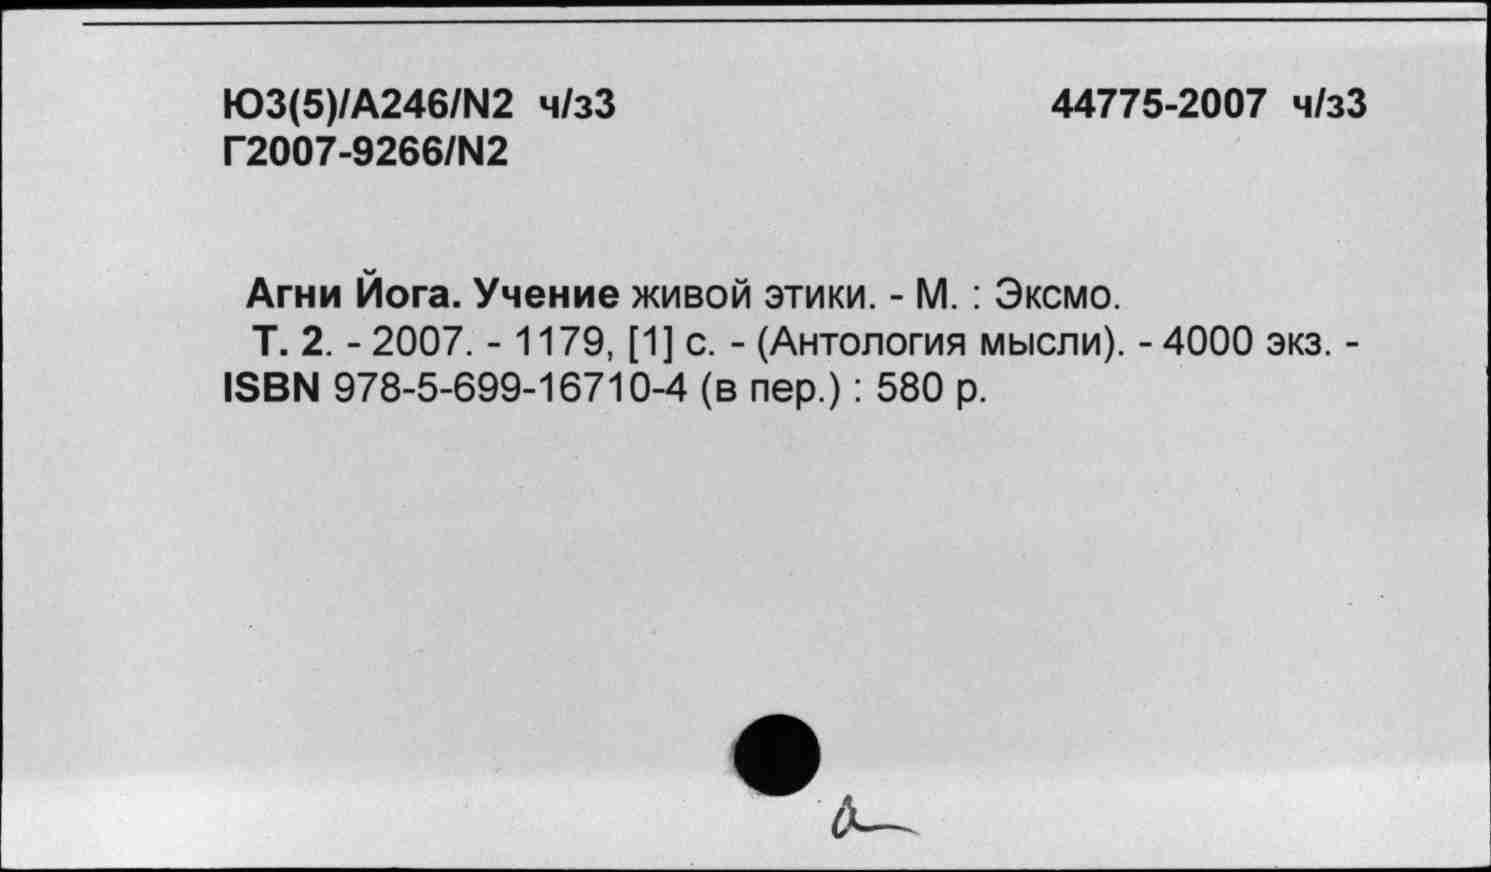 ЮЗ(5)/А246/N2 ч/з3 44775-2007 ч/з3
Г2007-9266/N2
Агни Йога. Учение живой этики. - М. : Эксмо.
Т. 2. - 2007. - 1179, [1] с. - (Антология мысли). - 4000 экз. -
ISBN 978-5-699-16710-4 (в пер.) : 580 р.